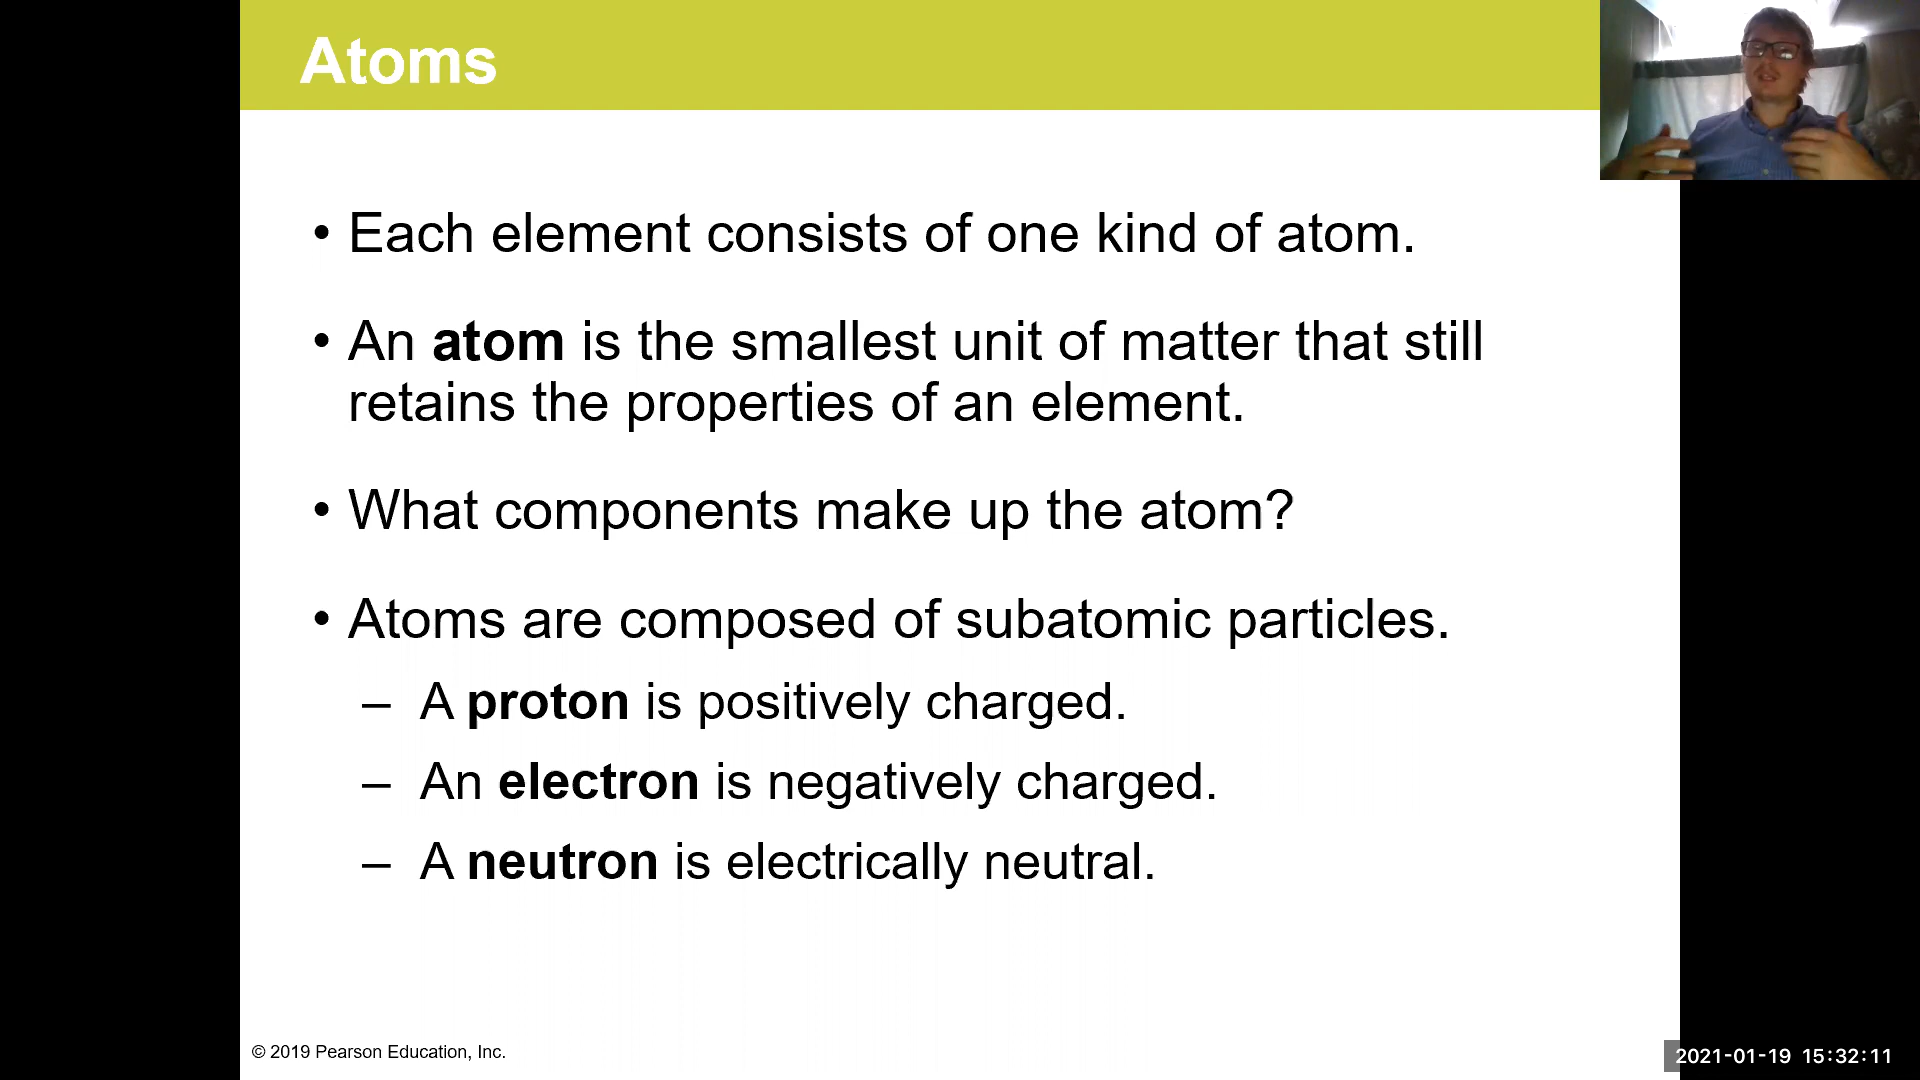 Atoms
• Each element consists of one kind of atom.
• An atom is the smallest unit of matter that still
retains the properties of an element.
• What components make up the atom?
• Atoms are composed of subatomic particles.
– A proton is positively charged.
– An electron is negatively charged.
– A neutron is electrically neutral.
© 2019 Pearson Education, Inc.
2021-01-19 15:32:11